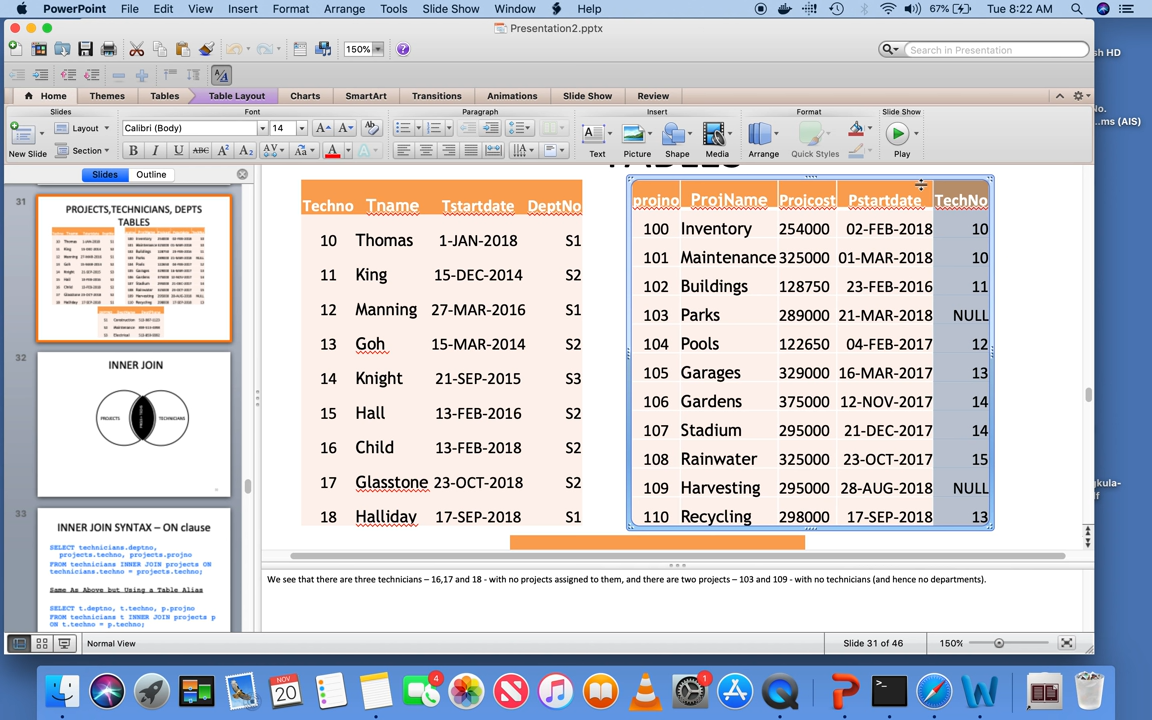 PowerPoint File Edit View Insert Format Arrange Tools Slide Show Window Help 67% Tue 8:22 AM
Presentation2.pptx
150% Search in Presentation
sh HD
Home Themes Tables Table Layout Charts SmartArt Transitions Animations Slide Show Review
Slides Font Paragraph Insert Format Slide Show
No.
...ms (AIS)
Layout Calibri (Body) 14
New Slide Section B I U ABC A² A₂ AV Aa A A Text Picture Shape Media Arrange Quick Styles Play
Slides Outline
31
PROJECTS,TECHNICIANS, DEPTS
TABLES
32
INNER JOIN
PROJECTS TECHNICIANS
33
INNER JOIN SYNTAX – ON clause
SELECT technicians.deptno,
projects.techno, projects.projno
FROM technicians INNER JOIN projects ON
technicians.techno = projects.techno;
Same As Above but Using a Table Alias
SELECT t.deptno, t.techno, p.projno
FROM technicians t INNER JOIN projects p
ON t.techno = p.techno;
Techno Tname Tstartdate DeptNo
10 Thomas 1-JAN-2018 S1
11 King 15-DEC-2014 S2
12 Manning 27-MAR-2016 S1
13 Goh 15-MAR-2014 S2
14 Knight 21-SEP-2015 S3
15 Hall 13-FEB-2016 S2
16 Child 13-FEB-2018 S2
17 Glasstone 23-OCT-2018 S2
18 Halliday 17-SEP-2018 S1
projno ProjName Projcost Pstartdate TechNo
100 Inventory 254000 02-FEB-2018 10
101 Maintenance 325000 01-MAR-2018 10
102 Buildings 128750 23-FEB-2016 11
103 Parks 289000 21-MAR-2018 NULL
104 Pools 122650 04-FEB-2017 12
105 Garages 329000 16-MAR-2017 13
106 Gardens 375000 12-NOV-2017 14
107 Stadium 295000 21-DEC-2017 14
108 Rainwater 325000 23-OCT-2017 15
109 Harvesting 295000 28-AUG-2018 NULL
110 Recycling 298000 17-SEP-2018 13
gkula-
lf
We see that there are three technicians – 16,17 and 18 - with no projects assigned to them, and there are two projects – 103 and 109 - with no technicians (and hence no departments).
Normal View Slide 31 of 46 150%
4 NOV 20 1